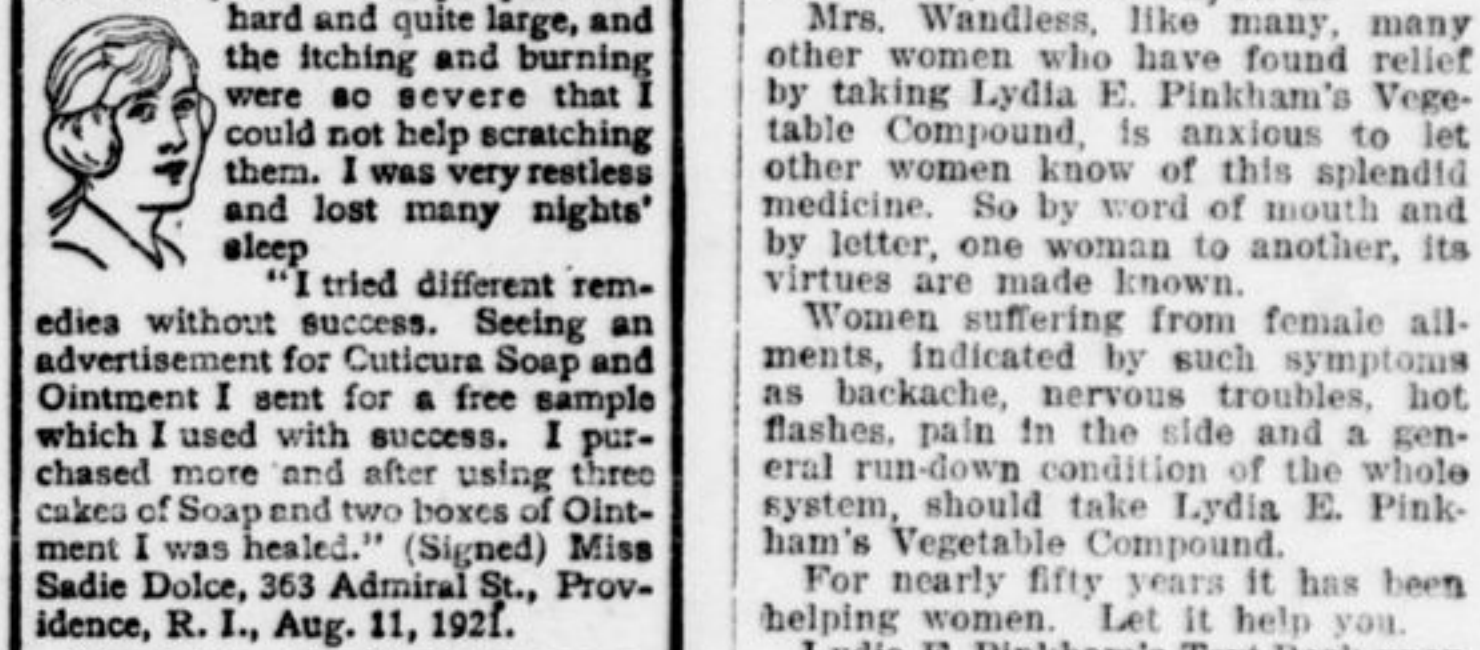 hard and quite large, and
the itching and burning
were so severe that I
could not help scratching
them. I was very restless
and lost many nights'
sleep
"I tried different rem-
edies without success. Seeing an
advertisement for Cuticura Soap and
Ointment I sent for a free sample
which I used with success. I pur-
chased more and after using three
cakes of Soap and two boxes of Oint-
ment I was healed." (Signed) Miss
Sadie Dolce, 363 Admiral St., Prov-
idence, R. I., Aug. 11, 1921.
Mrs. Wandless, like many, many
other women who have found relief
by taking Lydia E. Pinkham's Vege-
table Compound, is anxious to let
other women know of this splendid
medicine. So by word of mouth and
by letter, one woman to another, its
virtues are made known.
Women suffering from female ail-
ments, indicated by such symptoms
as backache, nervous troubles, hot
flashes, pain in the side and a gen-
eral run-down condition of the whole
system, should take Lydia E. Pink-
ham's Vegetable Compound.
For nearly fifty years it has been
helping women. Let it help you.
Lydia E. Pinkham's